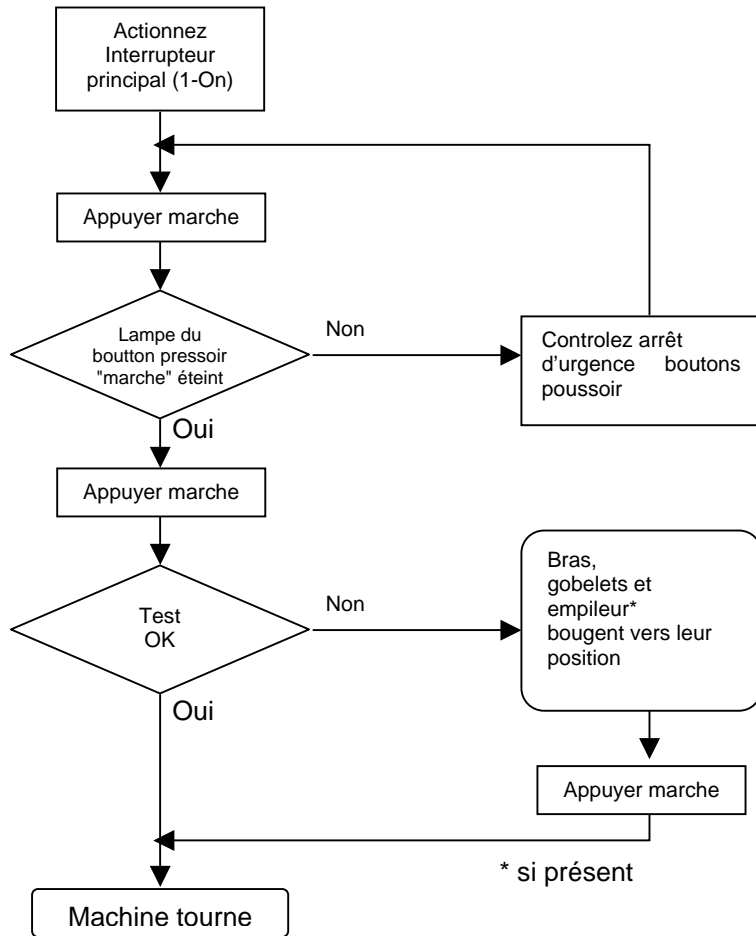 Actionnez
Interrupteur
principal (1-On)
Appuyer marche
Lampe du
boutton pressoir
"marche" éteint
Non
Controlez arrêt
d'urgence boutons
poussoir
Oui
Appuyer marche
Test
OK
Non
Bras,
gobelets et
empileur*
bougent vers leur
position
Oui
Appuyer marche
* si présent
Machine tourne